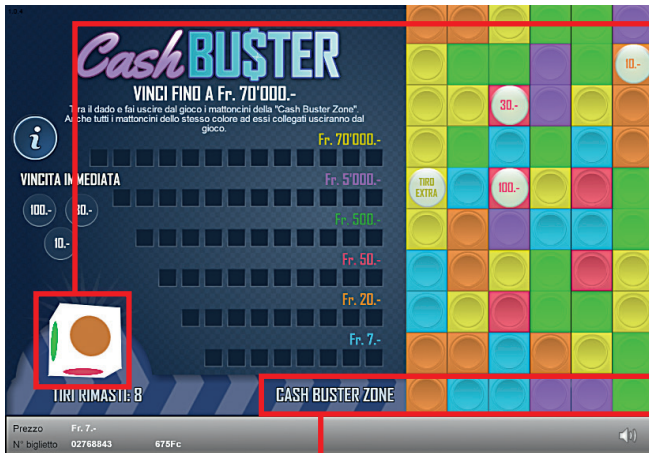 Cash BU$TER
VINCI FINO A Fr. 70'000.-
Tira il dado e fai uscire dal gioco i mattoncini della "Cash Buster Zone".
Anche tutti i mattoncini dello stesso colore ad essi collegati usciranno dal
gioco.
i
Fr. 70'000.-
VINCITA IMMEDIATA
Fr. 5'000.-
100.- 30.-
10.-
Fr. 500.-
Fr. 50.-
Fr. 20.-
Fr. 7.-
10.-
30.-
TIRO
EXTRA
100.-
TIRI RIMASTI: 8
CASH BUSTER ZONE
Prezzo Fr. 7.-
N° biglietto 02768843 675Fc